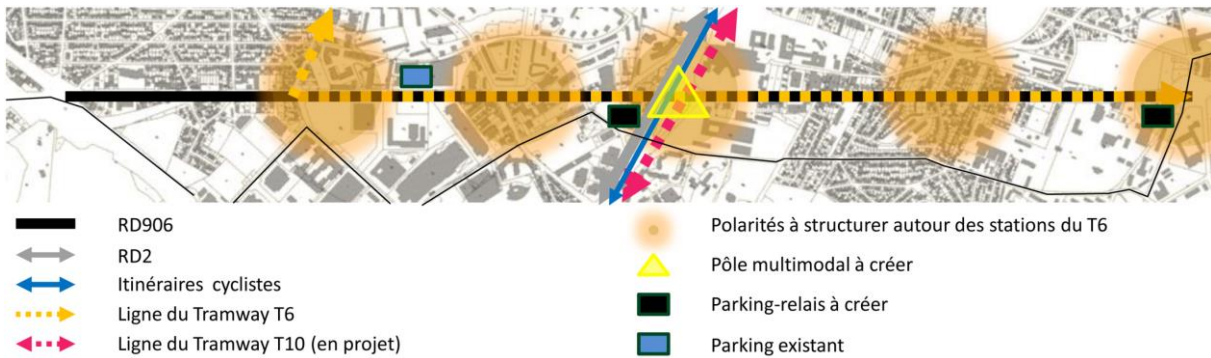 RD906
RD2
Itinéraires cyclistes
Ligne du Tramway T6
Ligne du Tramway T10 (en projet)
Polarités à structurer autour des stations du T6
Pôle multimodal à créer
Parking-relais à créer
Parking existant